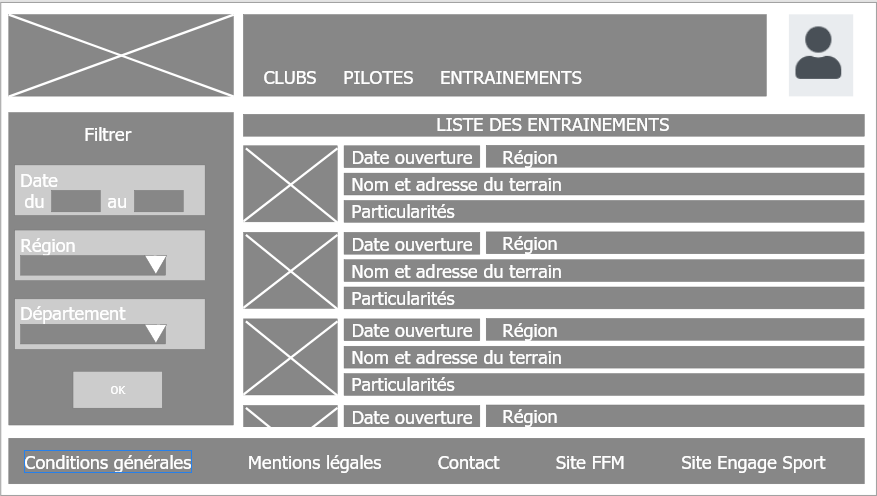 CLUBS PILOTES ENTRAINEMENTS
Filtrer
Date
du au
Région
Département
OK
LISTE DES ENTRAINEMENTS
Date ouverture Région
Nom et adresse du terrain
Particularités
Date ouverture Région
Nom et adresse du terrain
Particularités
Date ouverture Région
Nom et adresse du terrain
Particularités
Date ouverture Région
Conditions générales Mentions légales Contact Site FFM Site Engage Sport